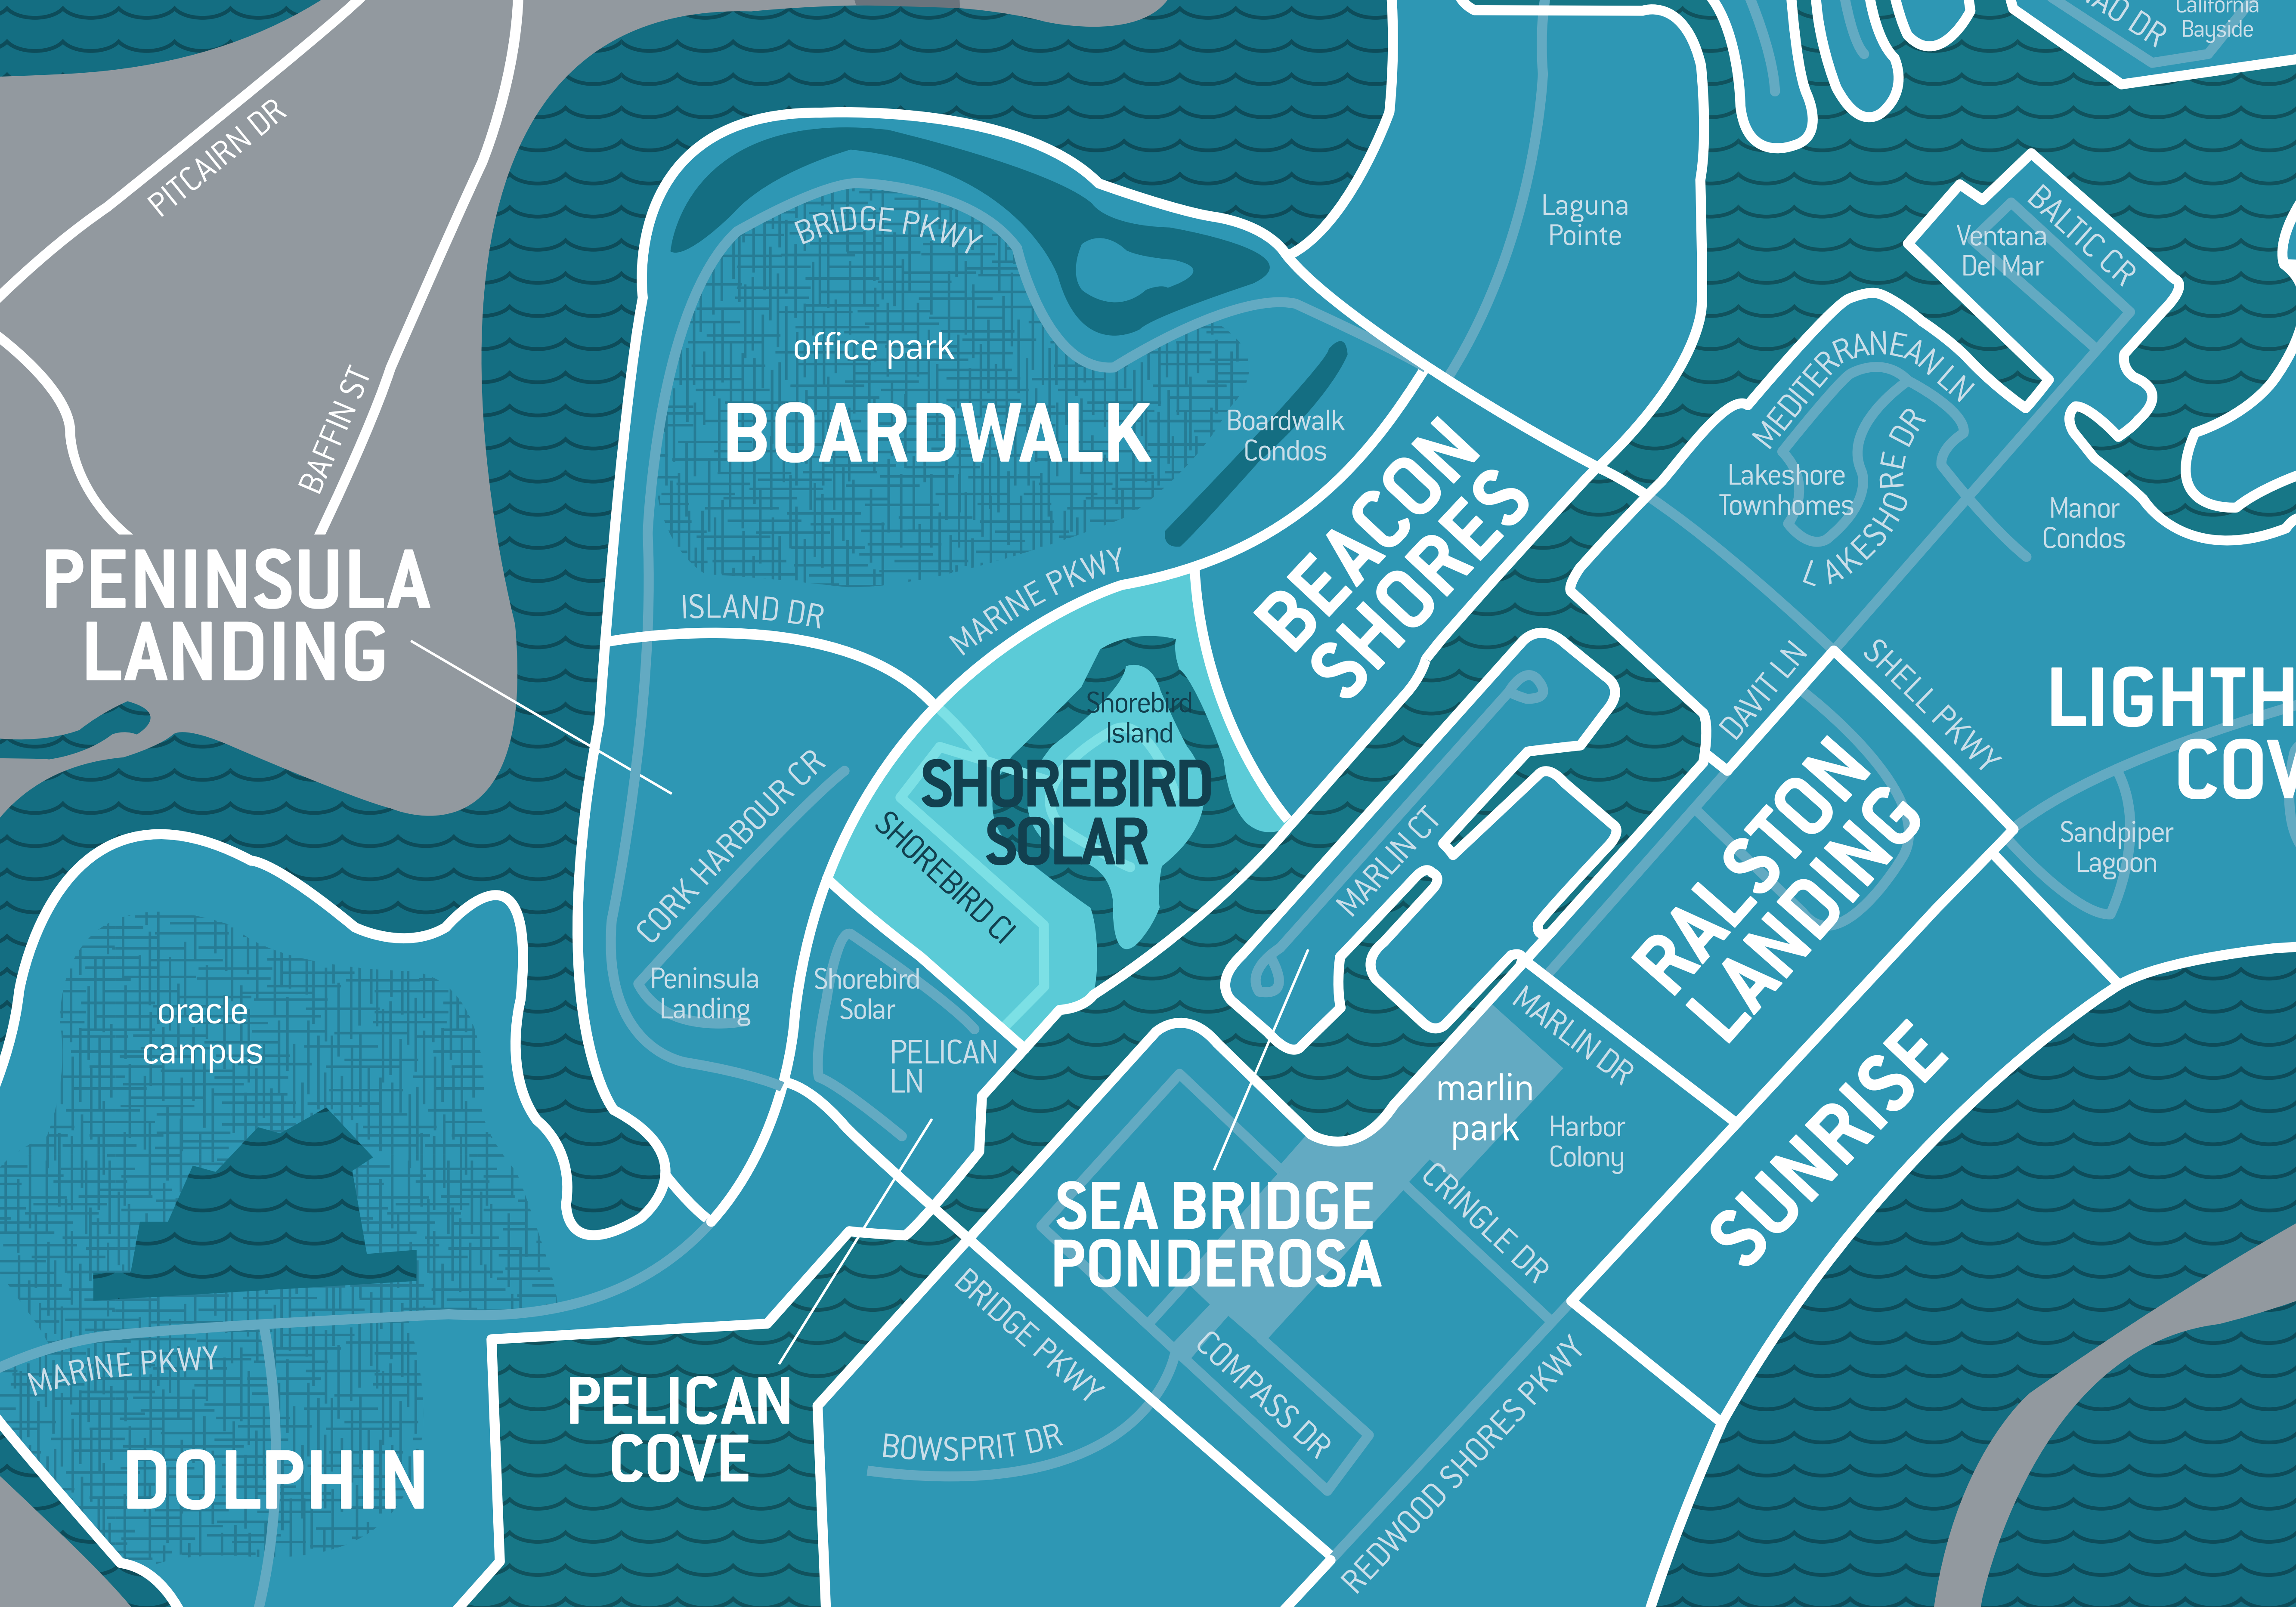 AO DR
California
Bayside
PITCAIRN DR
BAFFIN ST
PENINSULA
LANDING
BRIDGE PKWY
office park
BOARDWALK
Boardwalk
Condos
ISLAND DR
MARINE PKWY
Laguna
Pointe
BEACON
SHORES
Ventana
Del Mar
BALTIC CR
MEDITERRANEAN LN
Lakeshore
Townhomes
LAKESHORE DR
LAKESHO
Manor
Condos
DAVIT LN
SHELL PKWY
LIGHTH
COV
Sandpiper
Lagoon
Shorebird
Island
SHOREBIRD
SOLAR
SHOREBIRD CI
CORK HARBOUR CR
Peninsula
Landing
Shorebird
Solar
PELICAN
LN
MARLIN CT
RALSTON
LANDING
MARLIN DR
marlin
park
Harbor
Colony
SUNRISE
CRINGLE DR
SEA BRIDGE
PONDEROSA
BRIDGE PKWY
COMPASS DR
BOWSPRIT DR
REDWOOD SHORES PKWY
oracle
campus
MARINE PKWY
DOLPHIN
PELICAN
COVE